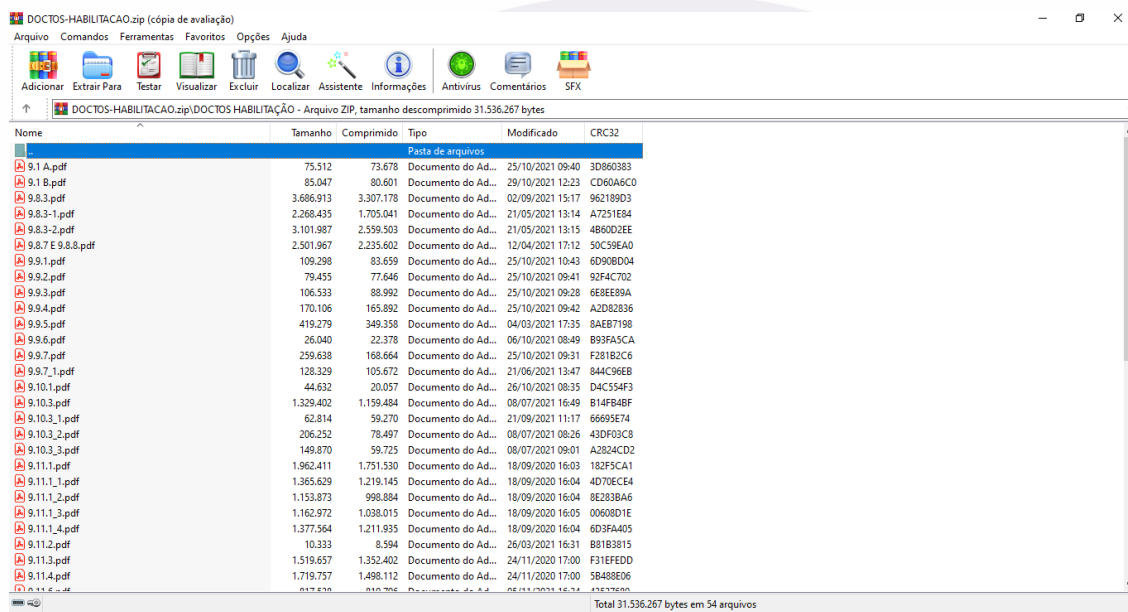 DOCTOS-HABILITACAO.zip (cópia de avaliação)
Arquivo Comandos Ferramentas Favoritos Opções Ajuda
Adicionar Extrair Para Testar Visualizar Excluir Localizar Assistente Informações Antivírus Comentários SFX
DOCTOS-HABILITACAO.zip\DOCTOS HABILITAÇÃO - Arquivo ZIP, tamanho descomprimido 31.536.267 bytes
Nome Tamanho Comprimido Tipo Modificado CRC32
.. Pasta de arquivos
9.1 A.pdf 75.512 73.678 Documento do Ad... 25/10/2021 09:40 3D860383
9.1 B.pdf 85.047 80.601 Documento do Ad... 29/10/2021 12:23 CD60A6C0
9.8.3.pdf 3.686.913 3.307.178 Documento do Ad... 02/09/2021 15:17 962189D3
9.8.3-1.pdf 2.268.435 1.705.041 Documento do Ad... 21/05/2021 13:14 A7251E84
9.8.3-2.pdf 3.101.987 2.559.503 Documento do Ad... 21/05/2021 13:15 4B60D2EE
9.8.7 E 9.8.8.pdf 2.501.967 2.235.602 Documento do Ad... 12/04/2021 17:12 50C59EA0
9.9.1.pdf 109.298 83.659 Documento do Ad... 25/10/2021 10:43 6D90BD04
9.9.2.pdf 79.455 77.646 Documento do Ad... 25/10/2021 09:41 92F4C702
9.9.3.pdf 106.533 88.992 Documento do Ad... 25/10/2021 09:28 6E8EE89A
9.9.4.pdf 170.106 165.892 Documento do Ad... 25/10/2021 09:42 A2D82836
9.9.5.pdf 419.279 349.358 Documento do Ad... 04/03/2021 17:35 8AEB7198
9.9.6.pdf 26.040 22.378 Documento do Ad... 06/10/2021 08:49 B93FA5CA
9.9.7.pdf 259.638 168.664 Documento do Ad... 25/10/2021 09:31 F281B2C6
9.9.7_1.pdf 128.329 105.672 Documento do Ad... 21/06/2021 13:47 844C96EB
9.10.1.pdf 44.632 20.057 Documento do Ad... 26/10/2021 08:35 D4C554F3
9.10.3.pdf 1.329.402 1.159.484 Documento do Ad... 08/07/2021 16:49 B14FB4BF
9.10.3_1.pdf 62.814 59.270 Documento do Ad... 21/09/2021 11:17 66695E74
9.10.3_2.pdf 206.252 78.497 Documento do Ad... 08/07/2021 08:26 43DF03C8
9.10.3_3.pdf 149.870 59.725 Documento do Ad... 08/07/2021 09:01 A2824CD2
9.11.1.pdf 1.962.411 1.751.530 Documento do Ad... 18/09/2020 16:03 182F5CA1
9.11.1_1.pdf 1.365.629 1.219.145 Documento do Ad... 18/09/2020 16:04 4D70ECE4
9.11.1_2.pdf 1.153.873 998.884 Documento do Ad... 18/09/2020 16:04 8E283BA6
9.11.1_3.pdf 1.162.972 1.038.015 Documento do Ad... 18/09/2020 16:05 00608D1E
9.11.1_4.pdf 1.377.564 1.211.935 Documento do Ad... 18/09/2020 16:04 6D3FA405
9.11.2.pdf 10.333 8.594 Documento do Ad... 26/03/2021 16:31 B81B3815
9.11.3.pdf 1.519.657 1.352.402 Documento do Ad... 24/11/2020 17:00 F31EFEDD
9.11.4.pdf 1.719.757 1.498.112 Documento do Ad... 24/11/2020 17:00 5B488E06
Total 31.536.267 bytes em 54 arquivos